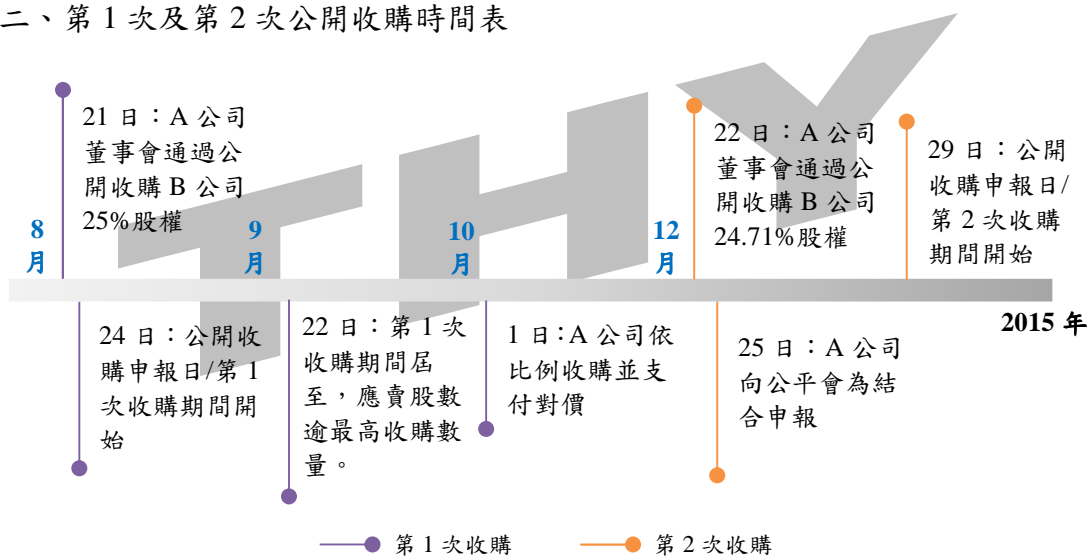 二、第 1 次及第 2 次公開收購時間表
THY
21 日：A 公司
董事會通過公
開收購 B 公司
25%股權
22 日：A 公司
董事會通過公
開收購 B 公司
24.71%股權
29 日：公開
收購申報日/
第 2 次收購
期間開始
8
月
9
月
10
月
12
月
2015 年
24 日：公開收
購申報日/第 1
次收購期間開
始
22 日：第 1 次
收購期間屆
至，應賣股數
逾最高收購數
量。
1 日：A 公司依
比例收購並支
付對價
25 日：A 公司
向公平會為結
合申報
第 1 次收購
第 2 次收購